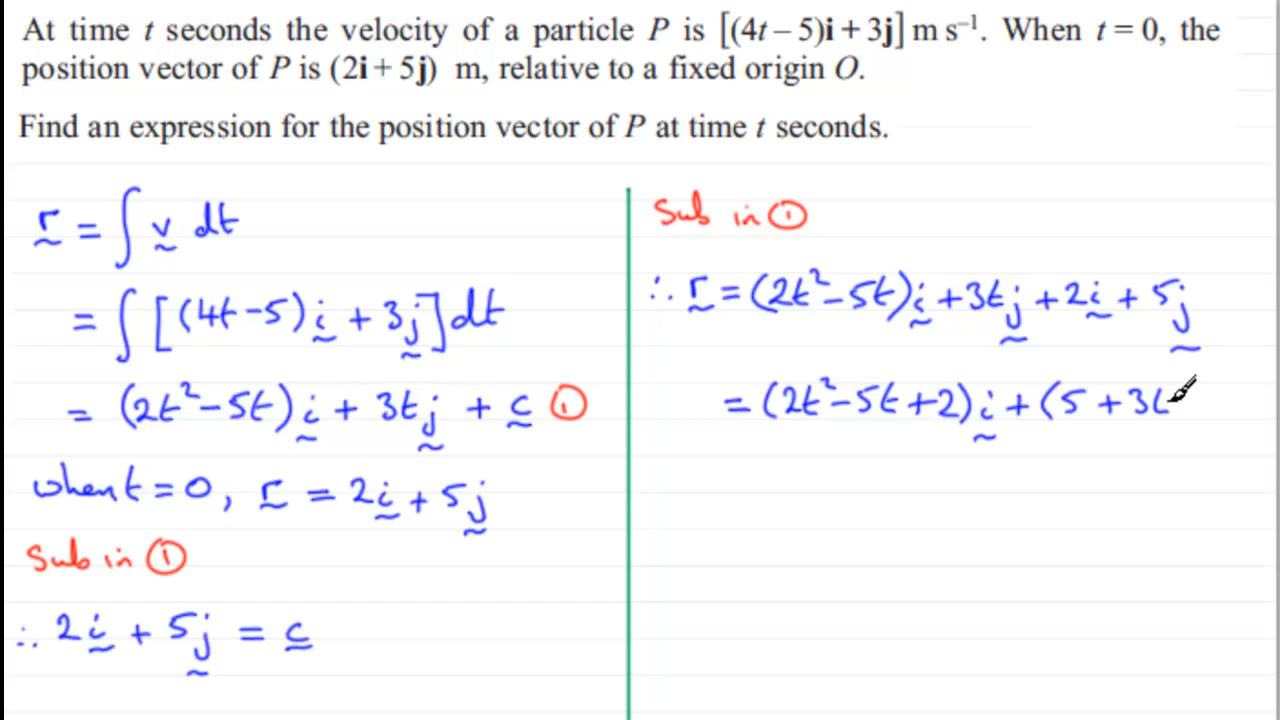 At time t seconds the velocity of a particle P is [(4t – 5)i + 3j] m s⁻¹. When t = 0, the
position vector of P is (2i + 5j) m, relative to a fixed origin O.
Find an expression for the position vector of P at time t seconds.
r = ∫ v dt
= ∫ [(4t-5)i + 3j] dt
= (2t²-5t)i + 3tj + c ①
when t=0, r = 2i + 5j
Sub in ①
∴ 2i + 5j = c
Sub in ①
∴ r = (2t²-5t)i + 3tj + 2i + 5j
= (2t²-5t+2)i + (5 + 3t